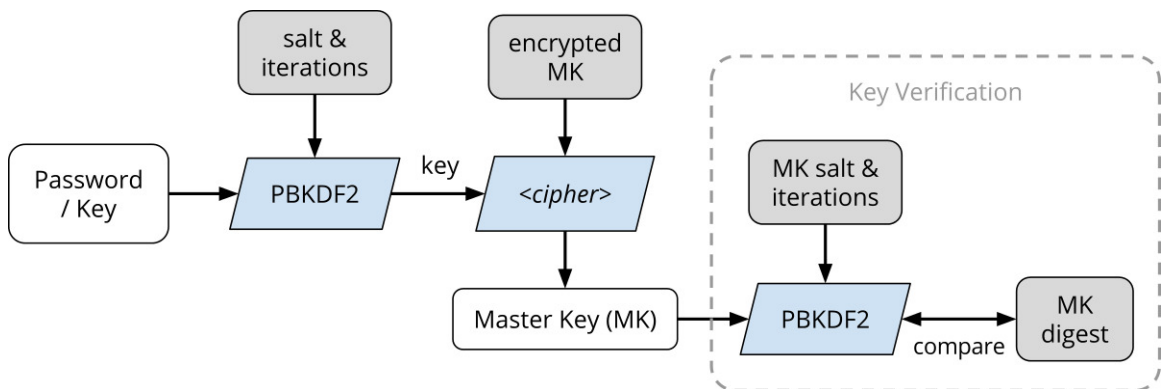 salt &
iterations
encrypted
MK
Key Verification
Password
/ Key
PBKDF2
key
<cipher>
MK salt &
iterations
Master Key (MK)
PBKDF2
compare
MK
digest